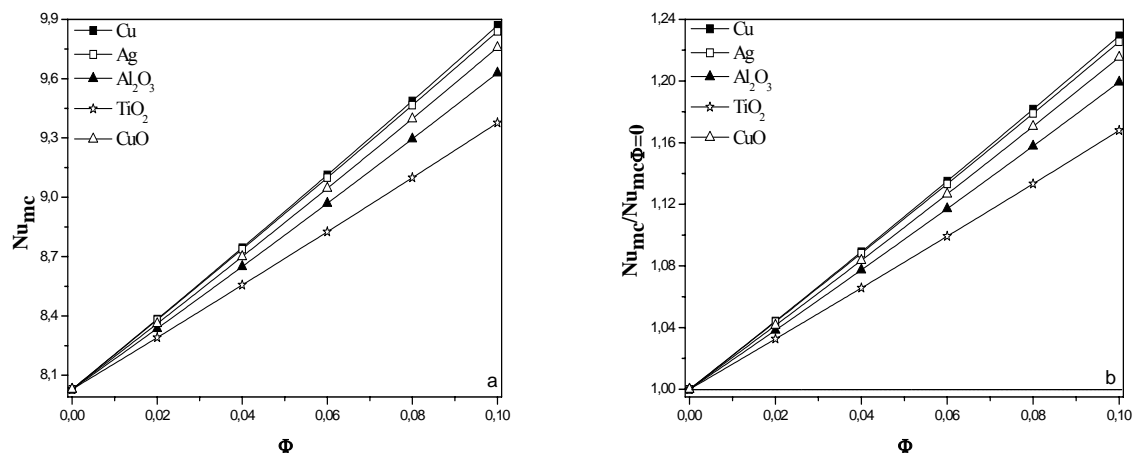 9,9
9,6
9,3
9,0
8,7
8,4
8,1
Nu_mc
Cu
Ag
Al₂O₃
TiO₂
CuO
a
0,00 0,02 0,04 0,06 0,08 0,10
Φ
1,24
1,20
1,16
1,12
1,08
1,04
1,00
Nu_mc/Nu_mcΦ=0
Cu
Ag
Al₂O₃
TiO₂
CuO
b
0,00 0,02 0,04 0,06 0,08 0,10
Φ